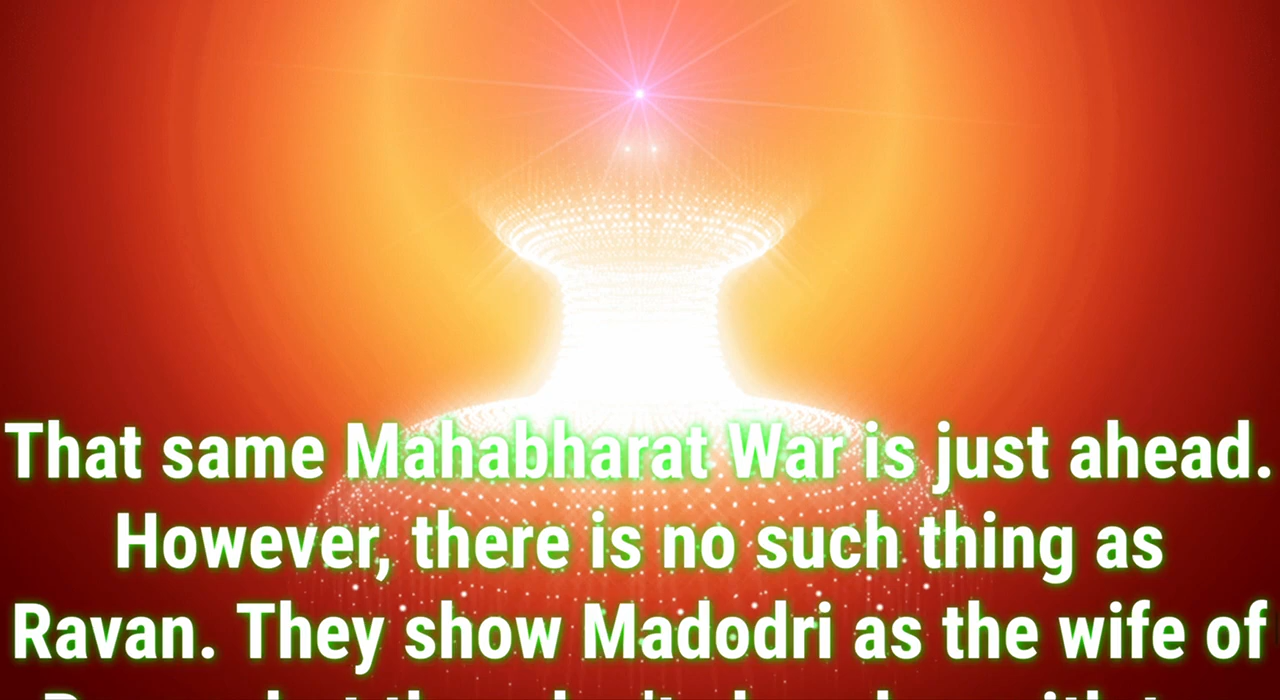 That same Mahabharat War is just ahead.
However, there is no such thing as
Ravan. They show Madodri as the wife of